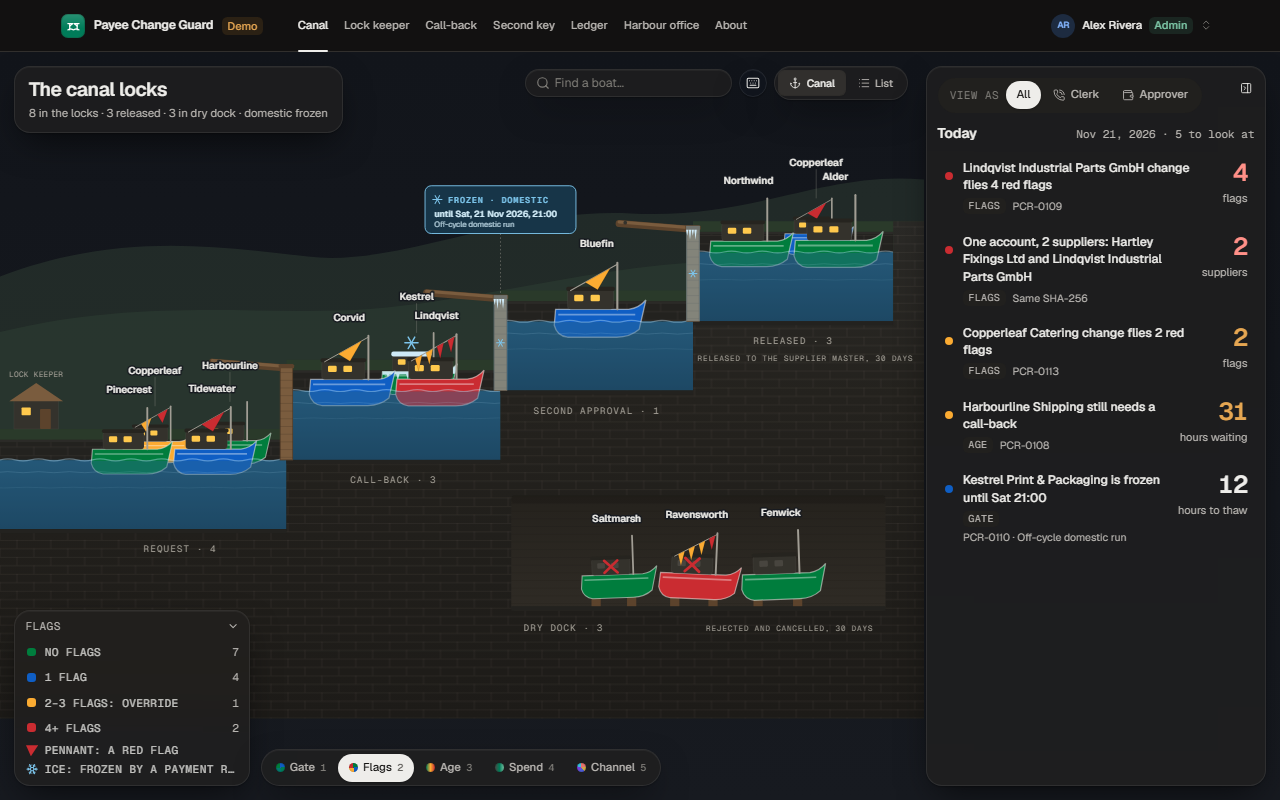 Payee Change Guard Demo
Canal Lock keeper Call-back Second key Ledger Harbour office About
AR Alex Rivera Admin
The canal locks
8 in the locks · 3 released · 3 in dry dock · domestic frozen
Find a boat...
Canal List
VIEW AS All Clerk Approver
Today Nov 21, 2026 · 5 to look at
Lindqvist Industrial Parts GmbH change
flies 4 red flags
4
flags
FLAGS PCR-0109
One account, 2 suppliers: Hartley
Fixings Ltd and Lindqvist Industrial
Parts GmbH
2
suppliers
FLAGS Same SHA-256
Copperleaf Catering change flies 2 red
flags
2
flags
FLAGS PCR-0113
Harbourline Shipping still needs a
call-back
31
hours waiting
AGE PCR-0108
Kestrel Print & Packaging is frozen
until Sat 21:00
12
hours to thaw
GATE
PCR-0110 · Off-cycle domestic run
Copperleaf
Northwind
Alder
FROZEN · DOMESTIC
until Sat, 21 Nov 2026, 21:00
Off-cycle domestic run
Bluefin
Kestrel
Corvid
Lindqvist
RELEASED · 3
RELEASED TO THE SUPPLIER MASTER, 30 DAYS
LOCK KEEPER
Harbourline
Copperleaf
Pinecrest
Tidewater
SECOND APPROVAL · 1
CALL-BACK · 3
REQUEST · 4
Saltmarsh
Ravensworth
Fenwick
DRY DOCK · 3
REJECTED AND CANCELLED, 30 DAYS
FLAGS
NO FLAGS 7
1 FLAG 4
2-3 FLAGS: OVERRIDE 1
4+ FLAGS 2
PENNANT: A RED FLAG
ICE: FROZEN BY A PAYMENT R…
Gate 1 Flags 2 Age 3 Spend 4 Channel 5